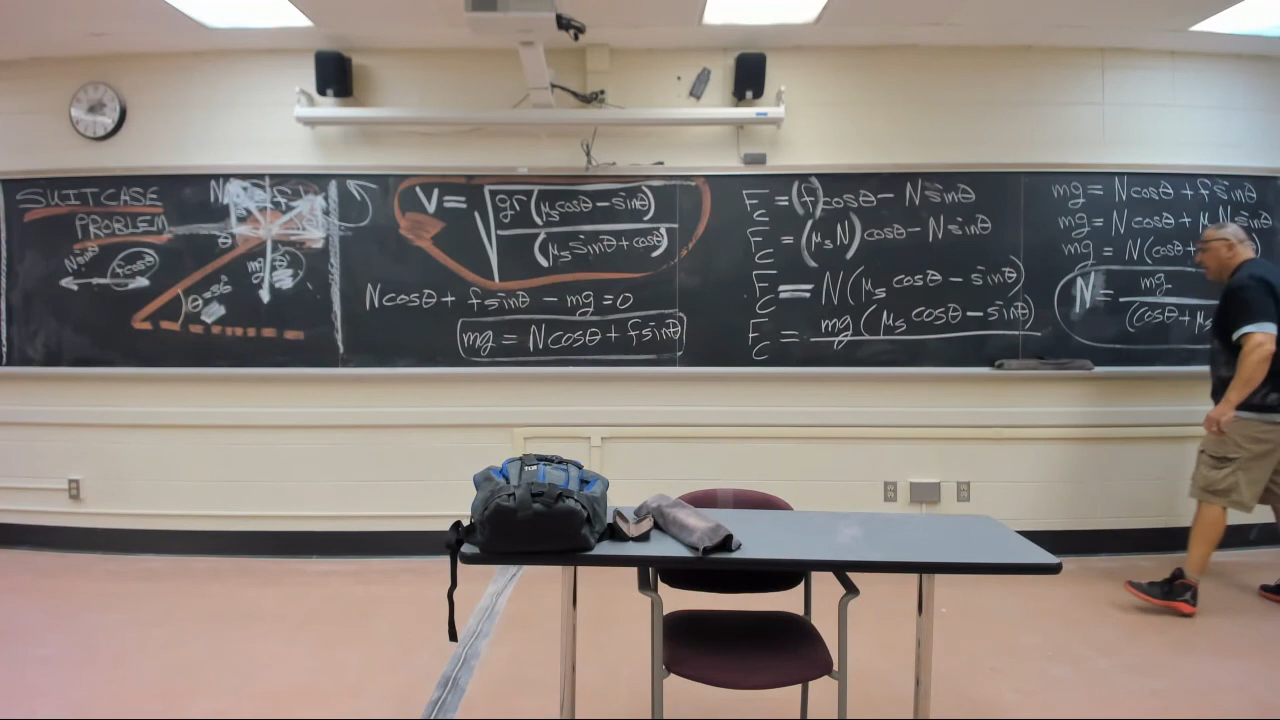 SUITCASE
PROBLEM
N f
θ
Nsinθ fcosθ
mg
θ=36
V = √ gr(μscosθ-sinθ) / (μssinθ+cosθ)
Ncosθ + fsinθ - mg = 0
mg = Ncosθ + fsinθ
Fc = (f)cosθ - Nsinθ
Fc = (μsN)cosθ - Nsinθ
Fc = N(μs cosθ - sinθ)
Fc = mg(μs cosθ - sinθ)
mg = Ncosθ + fsinθ
mg = Ncosθ + μsNsinθ
mg = N(cosθ + μs
N = mg / (cosθ + μs